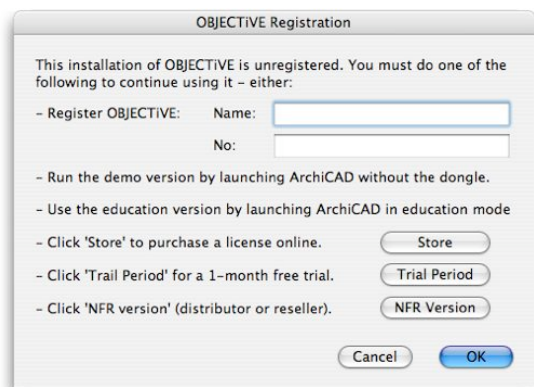 OBJECTiVE Registration
This installation of OBJECTiVE is unregistered. You must do one of the
following to continue using it – either:
– Register OBJECTiVE: Name:
No:
– Run the demo version by launching ArchiCAD without the dongle.
– Use the education version by launching ArchiCAD in education mode
– Click 'Store' to purchase a license online. Store
– Click 'Trail Period' for a 1-month free trial. Trial Period
– Click 'NFR version' (distributor or reseller). NFR Version
Cancel OK